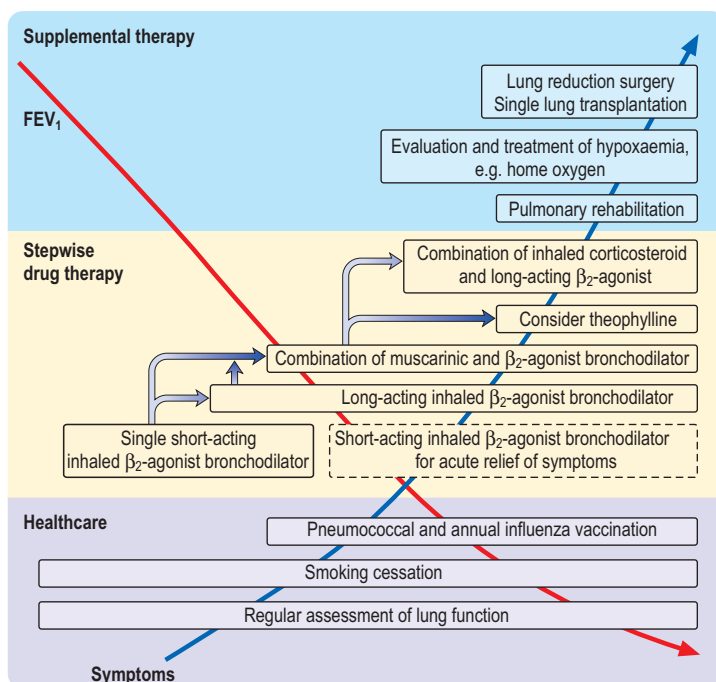 Supplemental therapy
Lung reduction surgery
Single lung transplantation
FEV₁
Evaluation and treatment of hypoxaemia,
e.g. home oxygen
Pulmonary rehabilitation
Stepwise
drug therapy
Combination of inhaled corticosteroid
and long-acting β₂-agonist
Consider theophylline
Combination of muscarinic and β₂-agonist bronchodilator
Long-acting inhaled β₂-agonist bronchodilator
Single short-acting
inhaled β₂-agonist bronchodilator
Short-acting inhaled β₂-agonist bronchodilator
for acute relief of symptoms
Healthcare
Pneumococcal and annual influenza vaccination
Smoking cessation
Regular assessment of lung function
Symptoms